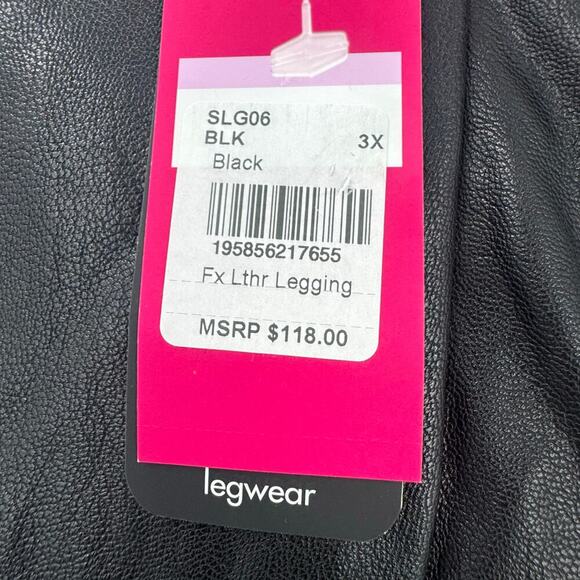 SLG06
BLK 3X
Black
195856217655
Fx Lthr Legging
MSRP $118.00
legwear